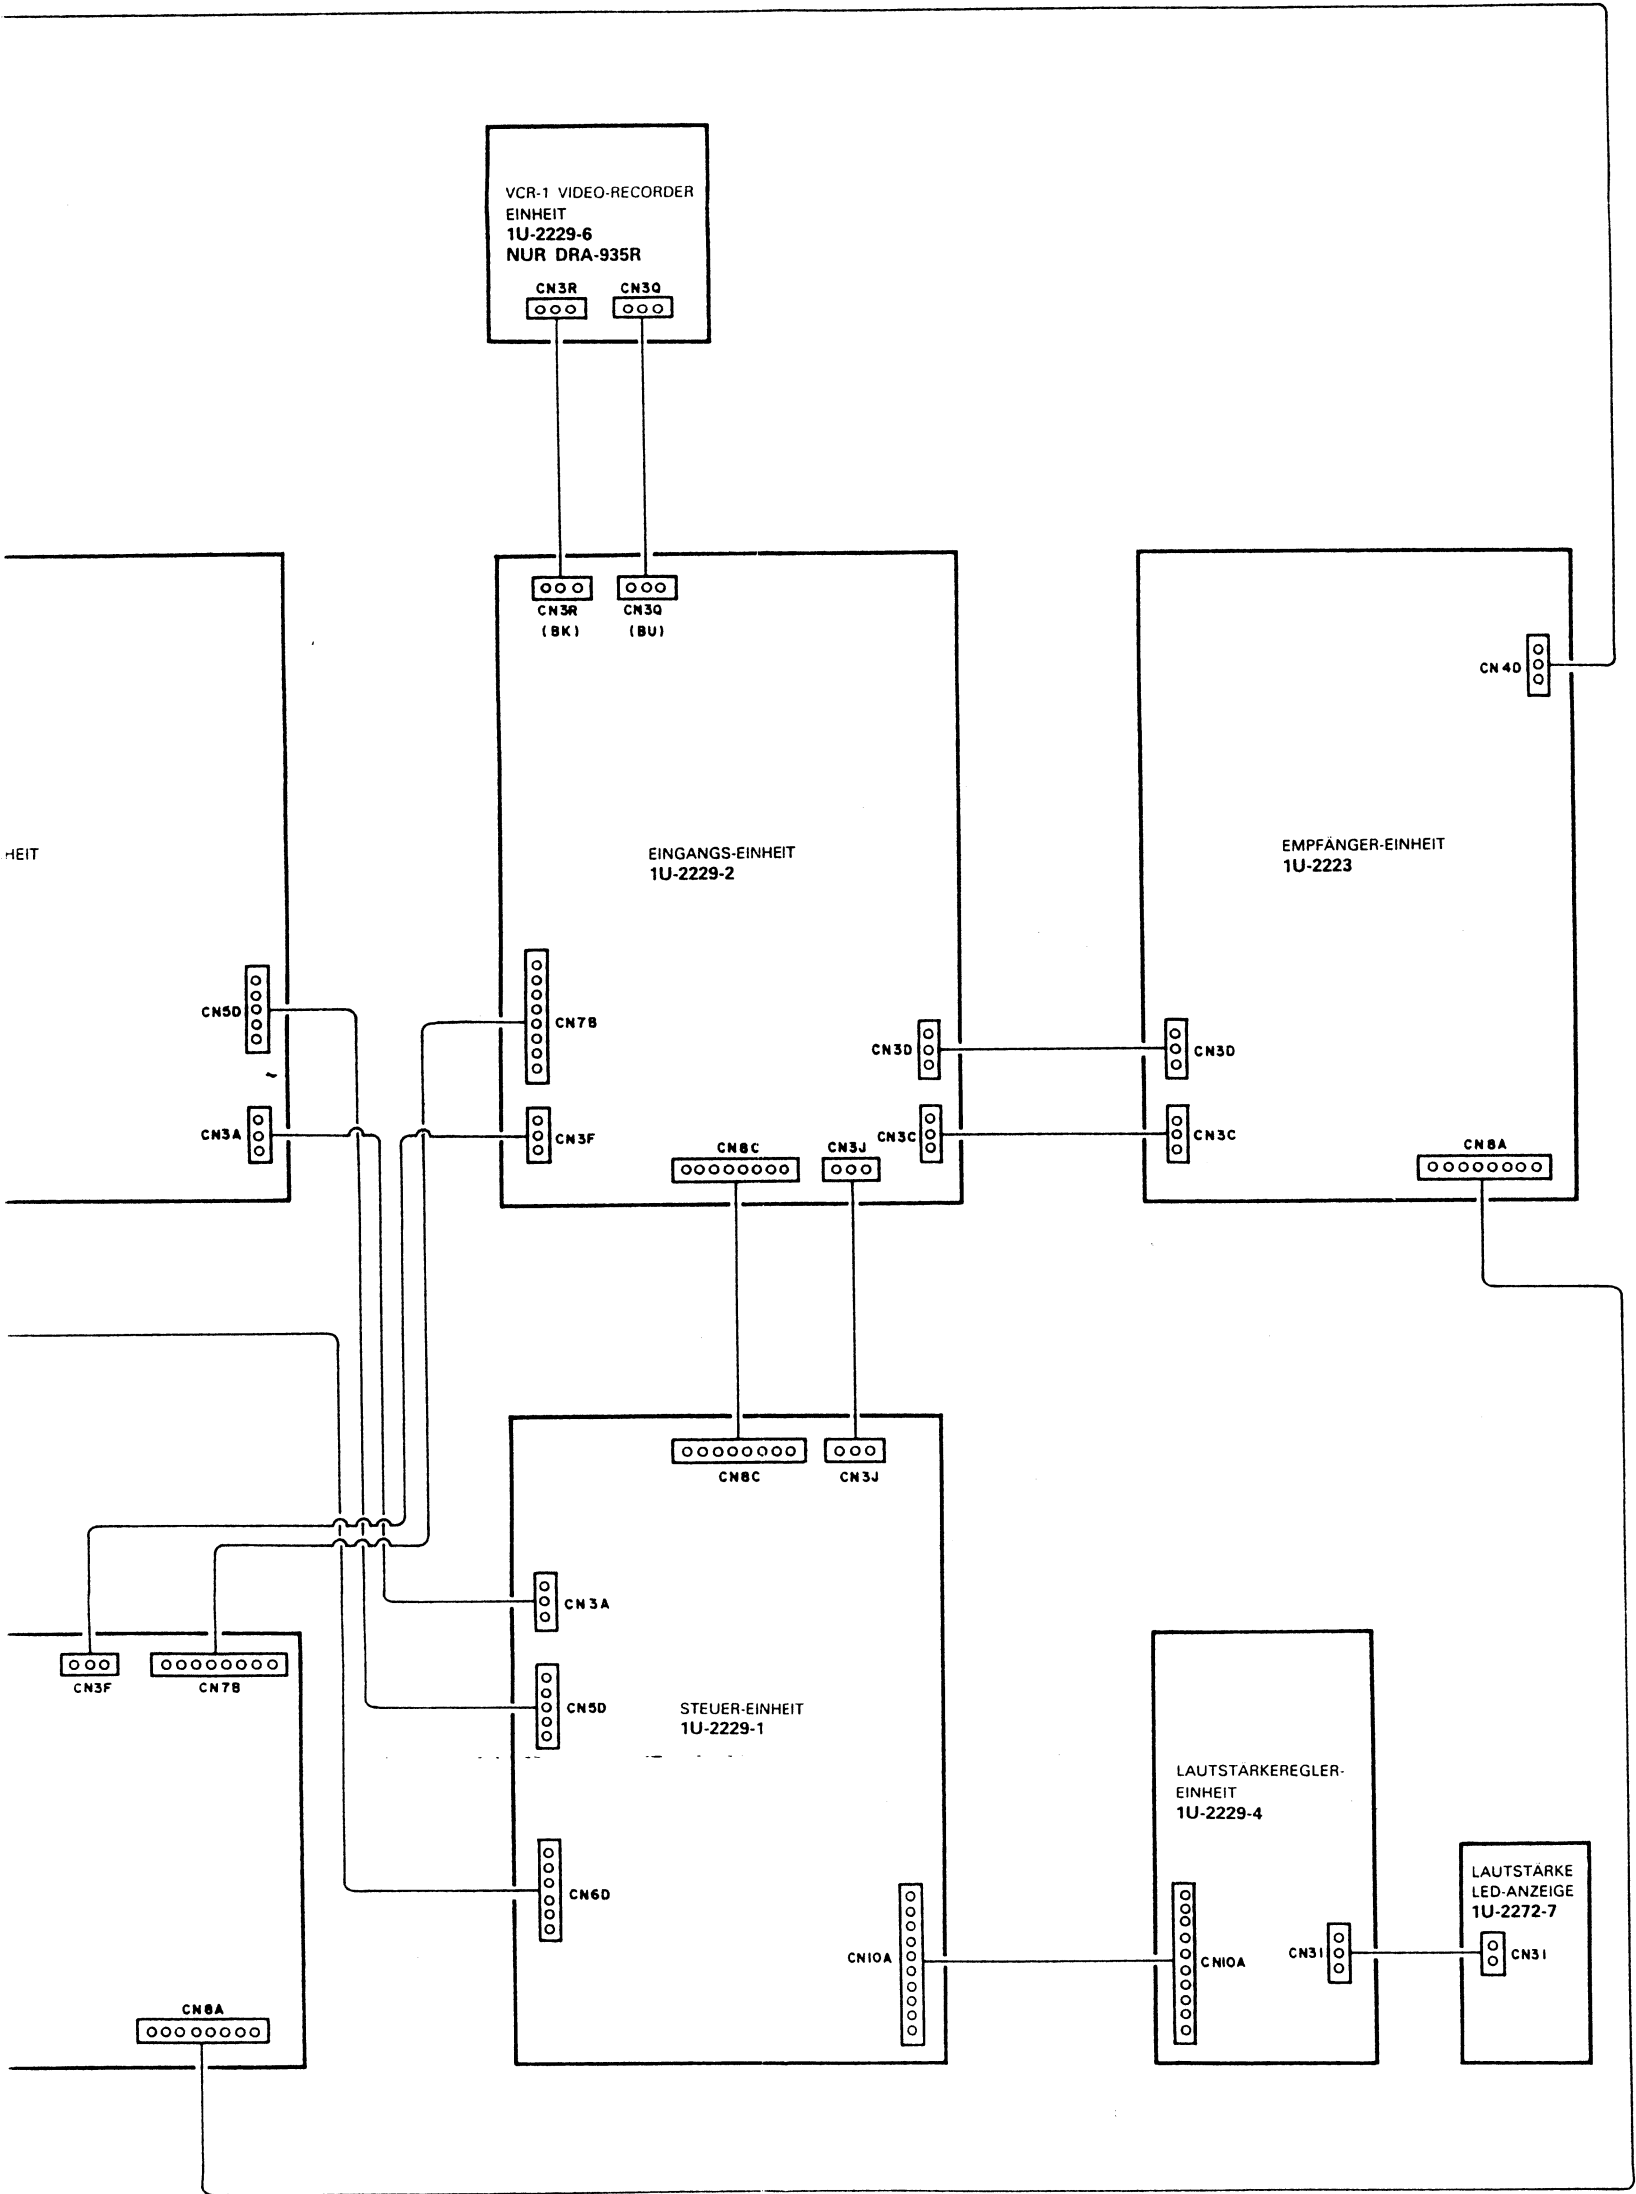 VCR-1 VIDEO-RECORDER
EINHEIT
1U-2229-6
NUR DRA-935R
CN3R
CN3Q
CN3R
(BK)
CN3Q
(BU)
CN4D
HEIT
EINGANGS-EINHEIT
1U-2229-2
EMPFÄNGER-EINHEIT
1U-2223
CN5D
CN7B
CN3D
CN3D
CN3A
CN3F
CN8C
CN3J
CN3C
CN3C
CN8A
CN8C
CN3J
CN3A
CN3F
CN7B
CN5D
STEUER-EINHEIT
1U-2229-1
LAUTSTÄRKEREGLER-
EINHEIT
1U-2229-4
CN6D
LAUTSTÄRKE
LED-ANZEIGE
1U-2272-7
CN10A
CN10A
CN31
CN31
CN8A